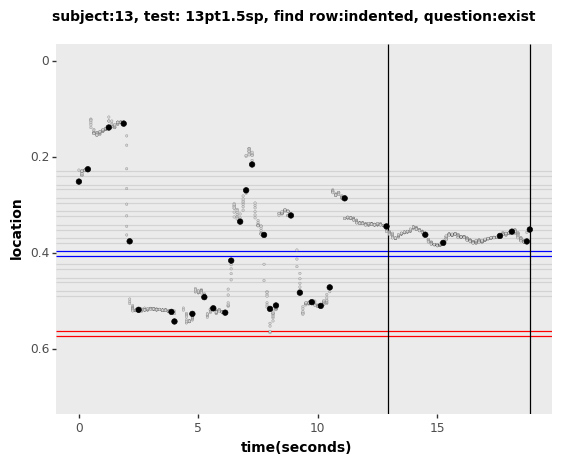 subject:13, test: 13pt1.5sp, find row:indented, question:exist
location
0
0.2
0.4
0.6
0
5
10
15
time(seconds)